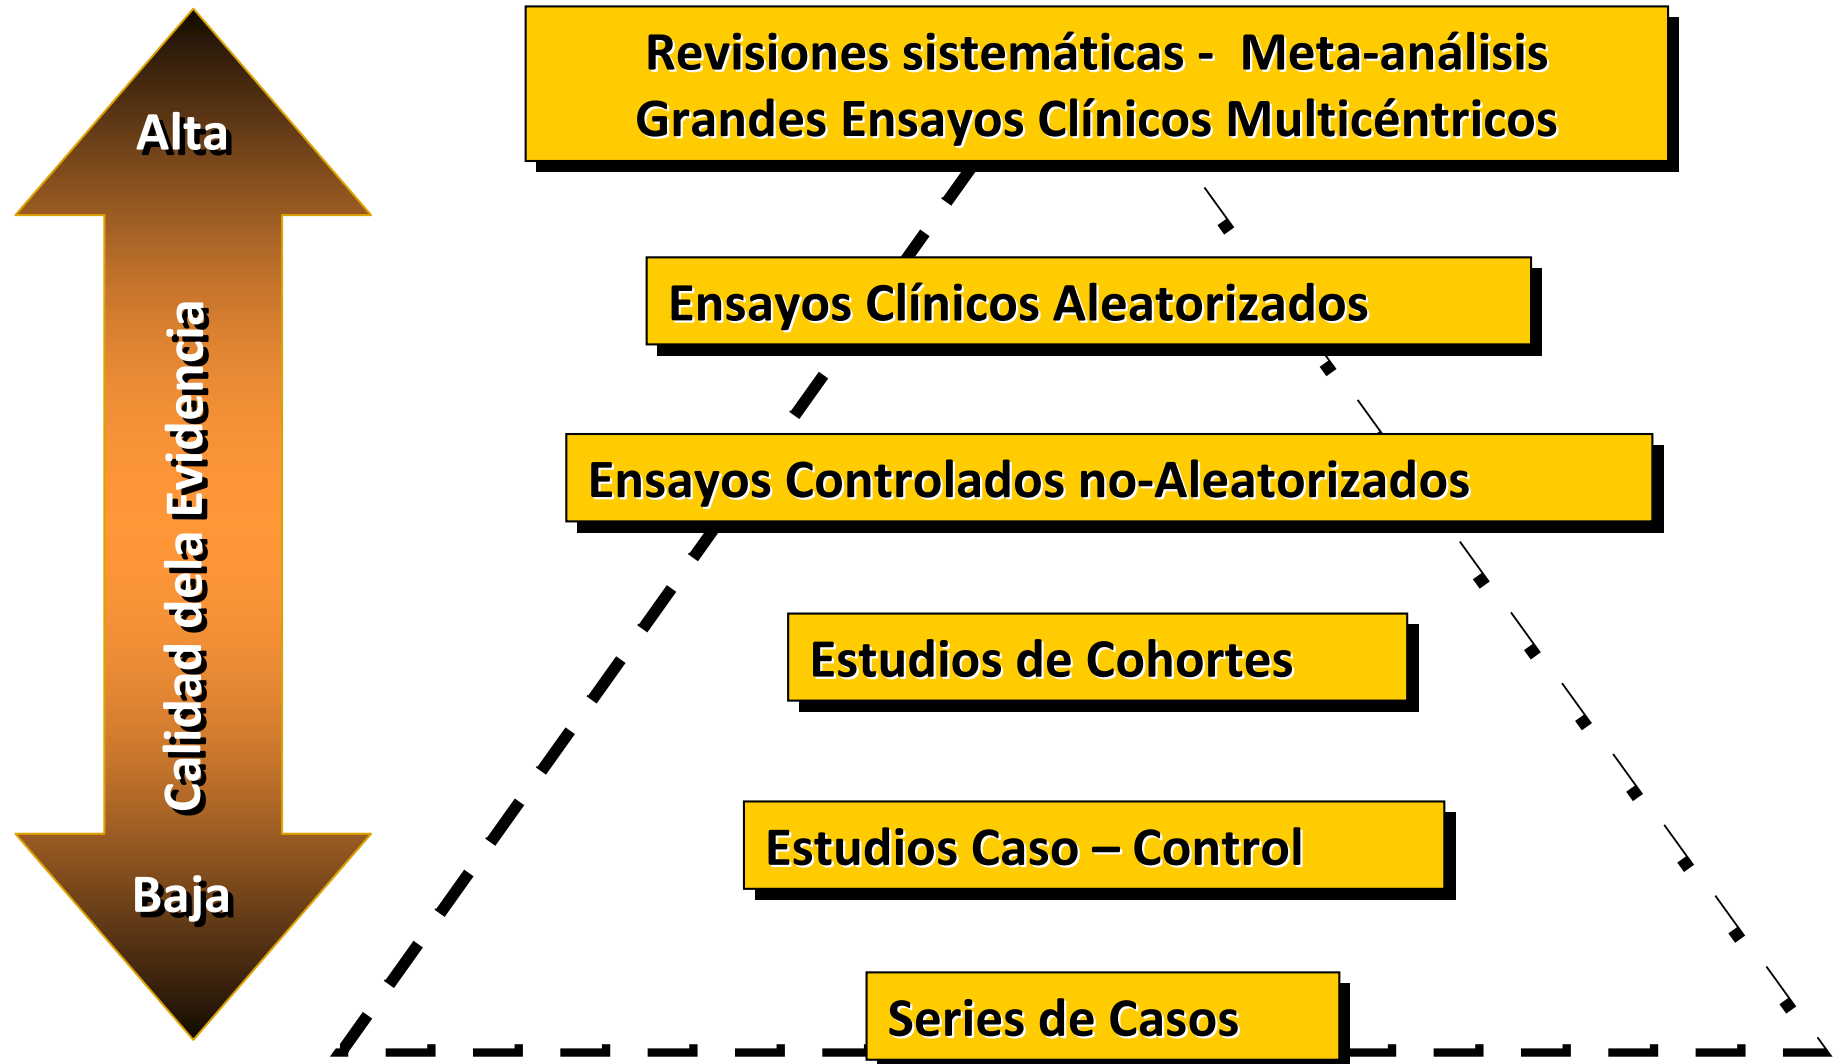 Revisiones sistemáticas - Meta-análisis
Grandes Ensayos Clínicos Multicéntricos
Alta
Ensayos Clínicos Aleatorizados
Calidad dela Evidencia
Ensayos Controlados no-Aleatorizados
Estudios de Cohortes
Estudios Caso – Control
Baja
Series de Casos